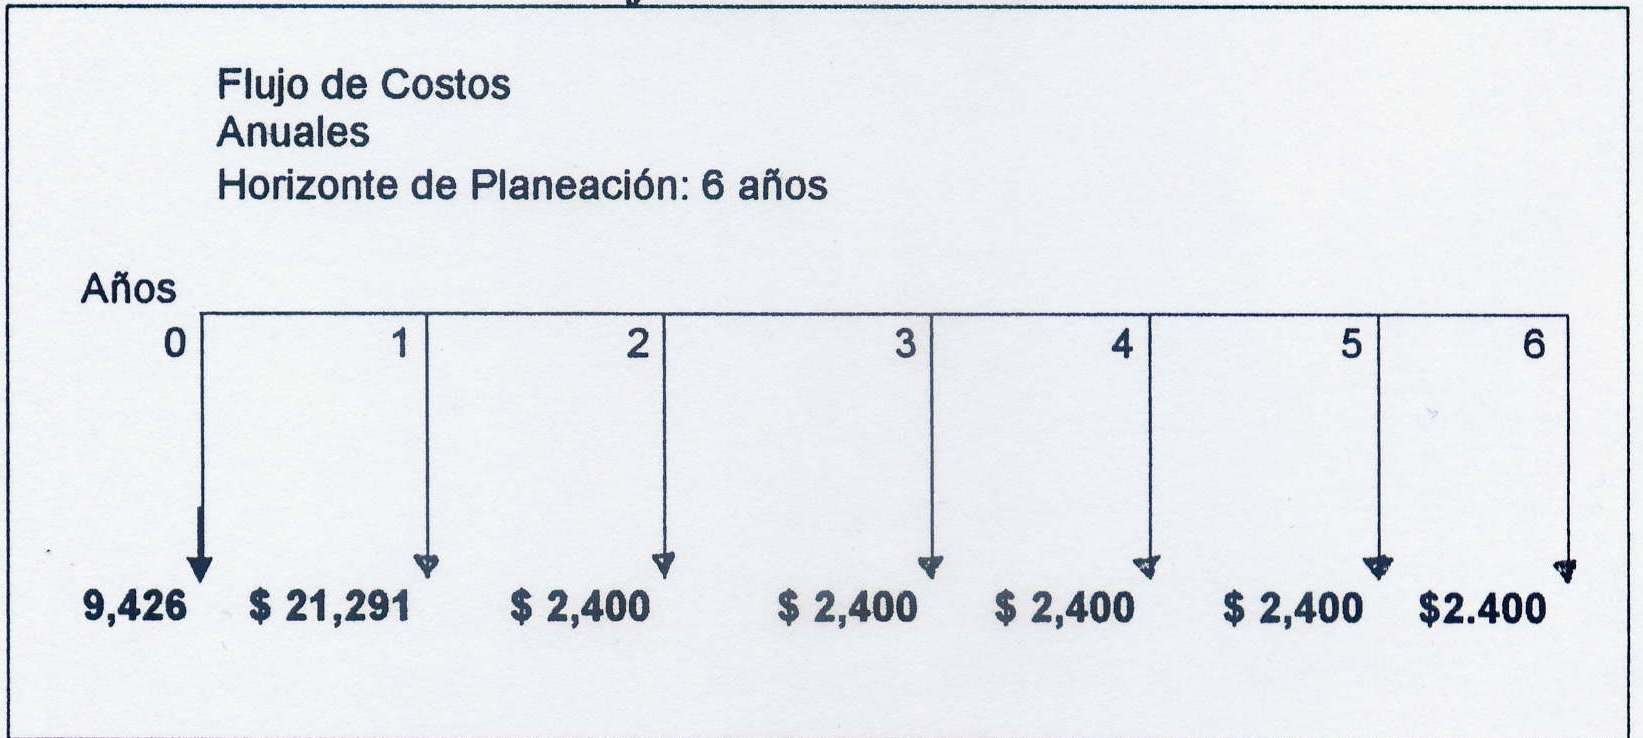 Flujo de Costos
Anuales
Horizonte de Planeación: 6 años
Años
0 1 2 3 4 5 6
9,426 $ 21,291 $ 2,400 $ 2,400 $ 2,400 $ 2,400 $2.400